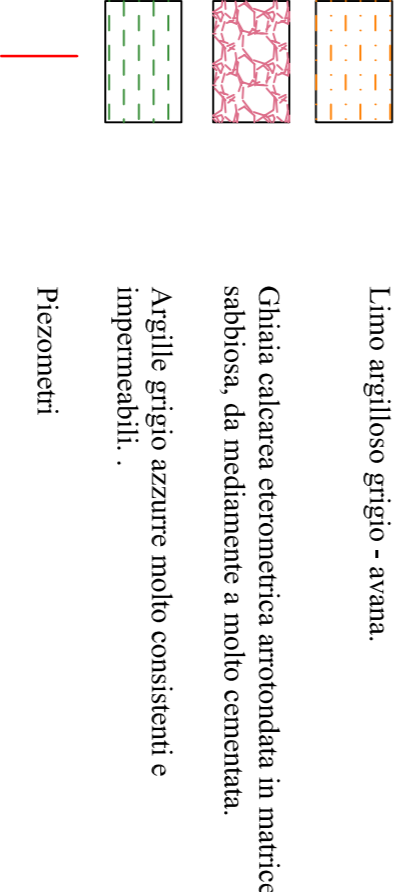 Limo argilloso grigio - avana.
Ghiaia calcarea eterometrica arrotondata in matrice
sabbiosa, da mediamente a molto cementata.
Argille grigio azzurre molto consistenti e
impermeabili. .
Piezometri